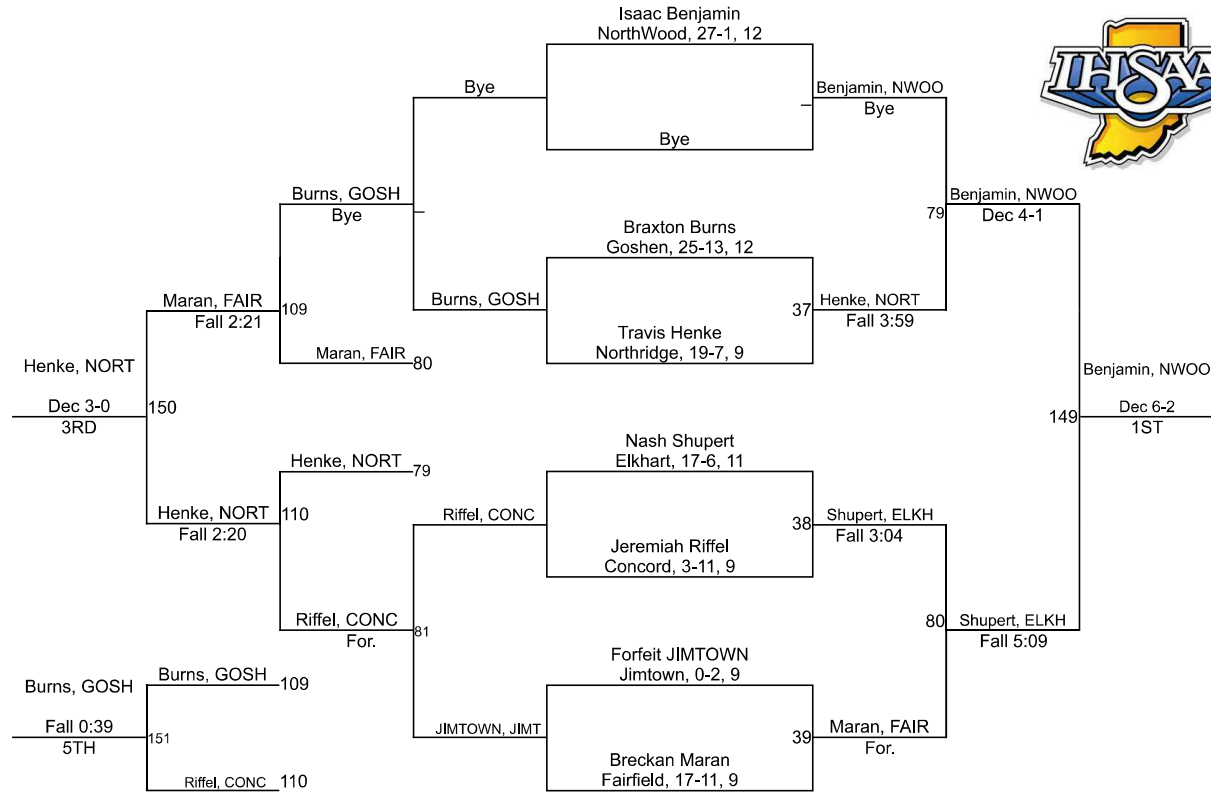 Isaac Benjamin
NorthWood, 27-1, 12
Bye
Benjamin, NWOO
Bye
Bye
IHSAA
Burns, GOSH
Bye
Benjamin, NWOO
79
Dec 4-1
Braxton Burns
Goshen, 25-13, 12
Maran, FAIR
109
Fall 2:21
Burns, GOSH
37
Henke, NORT
Fall 3:59
Travis Henke
Northridge, 19-7, 9
Maran, FAIR
80
Henke, NORT
Dec 3-0
150
3RD
Benjamin, NWOO
149
Dec 6-2
1ST
Nash Shupert
Elkhart, 17-6, 11
Henke, NORT
79
Henke, NORT
110
Fall 2:20
Riffel, CONC
38
Shupert, ELKH
Fall 3:04
Jeremiah Riffel
Concord, 3-11, 9
Riffel, CONC
81
For.
80
Shupert, ELKH
Fall 5:09
Forfeit JIMTOWN
Jimtown, 0-2, 9
Burns, GOSH
Burns, GOSH
109
Fall 0:39
151
5TH
JIMTOWN, JIMT
39
Maran, FAIR
For.
Breckan Maran
Fairfield, 17-11, 9
Riffel, CONC
110